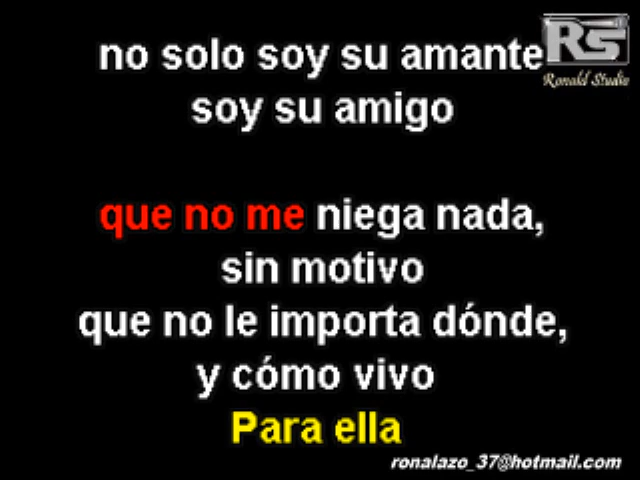 no solo soy su amante
soy su amigo
que no me niega nada,
sin motivo
que no le importa dónde,
y cómo vivo
Para ella
RS
Ronald Studio
ronalazo_37@hotmail.com